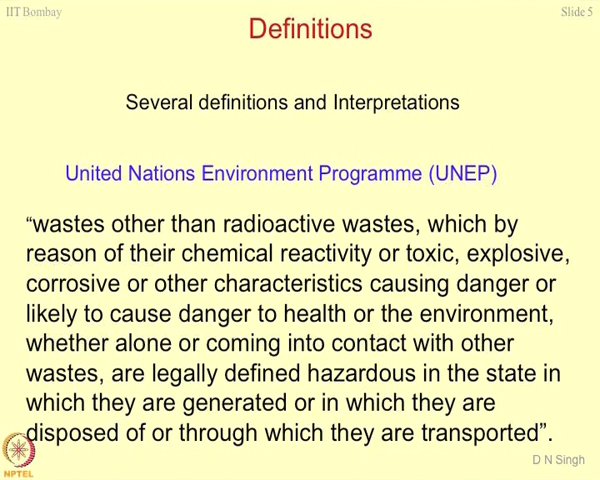 IIT Bombay
Slide 5
Definitions
Several definitions and Interpretations
United Nations Environment Programme (UNEP)
“wastes other than radioactive wastes, which by
reason of their chemical reactivity or toxic, explosive,
corrosive or other characteristics causing danger or
likely to cause danger to health or the environment,
whether alone or coming into contact with other
wastes, are legally defined hazardous in the state in
which they are generated or in which they are
disposed of or through which they are transported”.
D N Singh
NPTEL